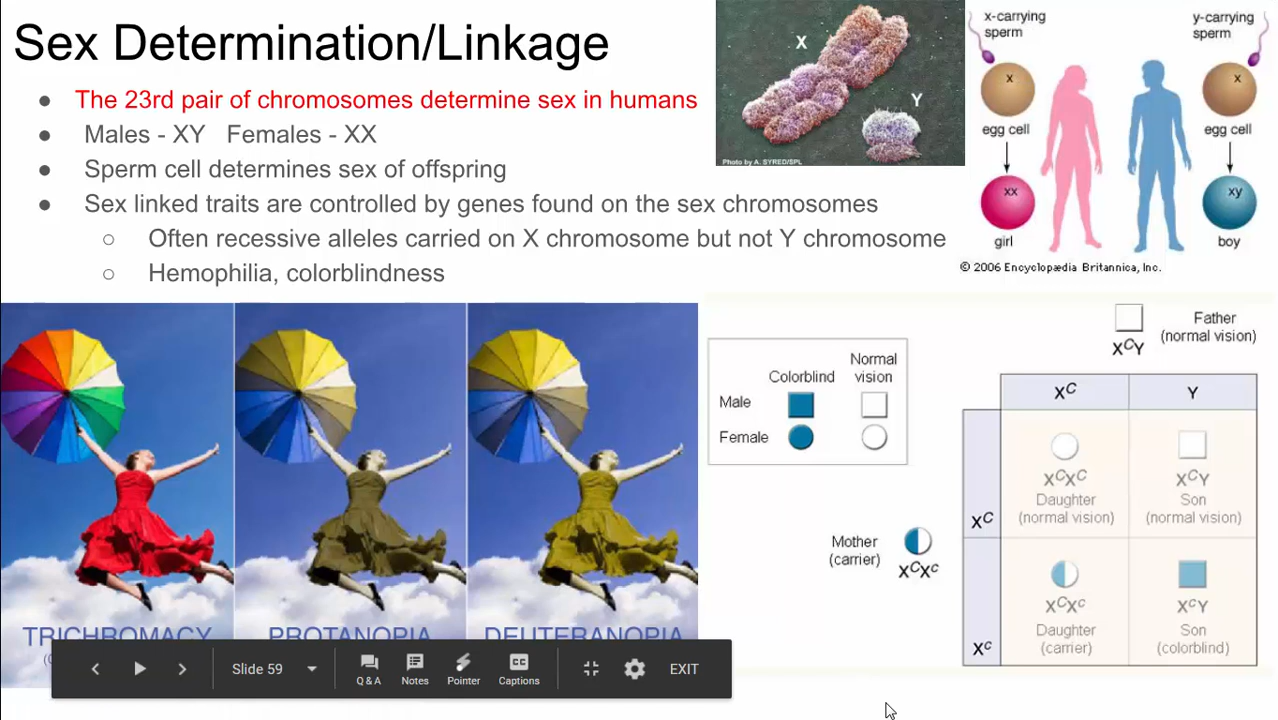 Sex Determination/Linkage
● The 23rd pair of chromosomes determine sex in humans
● Males - XY Females - XX
● Sperm cell determines sex of offspring
● Sex linked traits are controlled by genes found on the sex chromosomes
○ Often recessive alleles carried on X chromosome but not Y chromosome
○ Hemophilia, colorblindness
X
Y
Photo by A. SYRED/SPL
x-carrying
sperm
x
egg cell
xx
girl
y-carrying
sperm
x
egg cell
xy
boy
© 2006 Encyclopædia Britannica, Inc.
TRICHROMACY
PROTANOPIA
DEUTERANOPIA
Colorblind
Normal
vision
Male
Female
Father
(normal vision)
XCY
XC
Y
Mother
(carrier)
XCXc
XC
XCXC
Daughter
(normal vision)
XCY
Son
(normal vision)
Xc
XCXc
Daughter
(carrier)
XcY
Son
(colorblind)
Slide 59
Q & A
Notes
Pointer
CC
Captions
EXIT